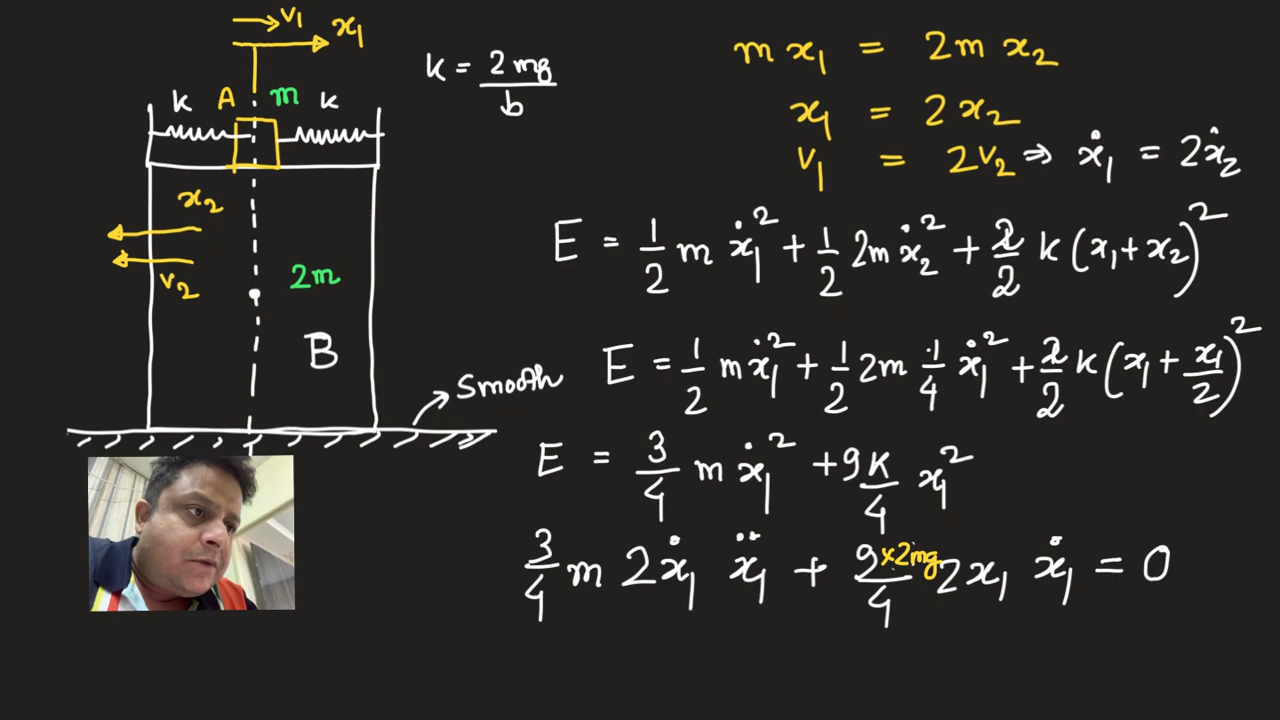 v₁
x₁
k A m k
k = 2mg/b
x₂
v₂
2m
B
Smooth
m x₁ = 2m x₂
x₁ = 2x₂
v₁ = 2v₂ ⇒ ẋ₁ = 2ẋ₂
E = 1/2 m ẋ₁² + 1/2 2m ẋ₂² + 2/2 k (x₁ + x₂)²
E = 1/2 m ẋ₁² + 1/2 2m 1/4 ẋ₁² + 2/2 k (x₁ + x₁/2)²
E = 3/4 m ẋ₁² + 9k/4 x₁²
3/4 m 2ẋ₁ ẍ₁ + 9×2mg/4 2x₁ ẋ₁ = 0